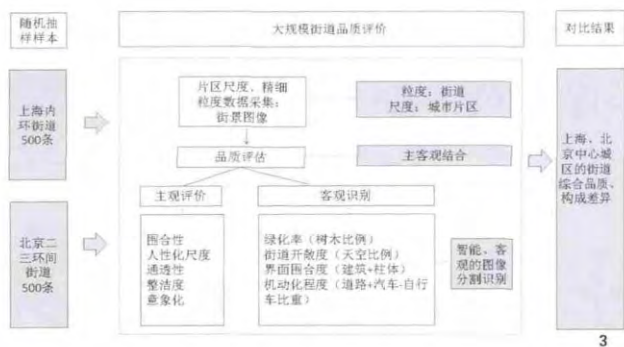 随机抽
样样本
大规模街道品质评价
对比结果
上海内
环街道
500条
北京二
三环间
街道
500条
片区尺度、精细
粒度数据采集:
街景图像
粒度:街道
尺度:城市片区
品质评估
主客观结合
主观评价
客观识别
围合性
人性化尺度
通透性
整洁度
意象化
绿化率(树木比例)
街道开敞度(天空比例)
界面围合度(建筑+柱体)
机动化程度(道路+汽车-自行
车比重)
智能、客
观的图像
分割识别
上海、北
京中心城
区的街道
综合品质、
构成差异
3